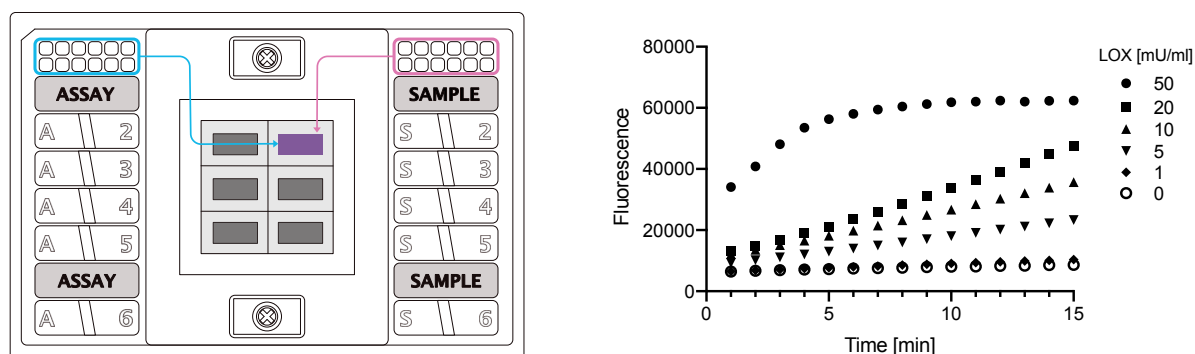 ASSAY
A 2
A 3
A 4
A 5
ASSAY
A 6
SAMPLE
S 2
S 3
S 4
S 5
SAMPLE
S 6
80000
60000
40000
20000
0
Fluorescence
0 5 10 15
Time [min]
LOX [mU/ml]
50
20
10
5
1
0